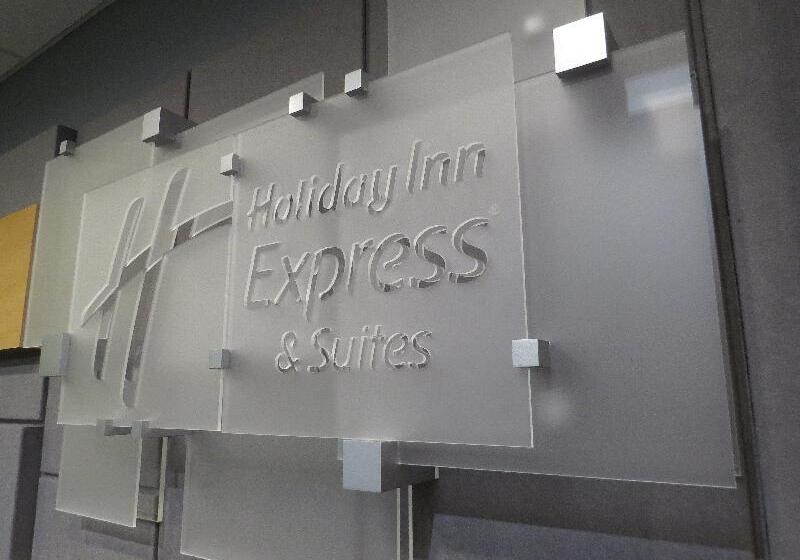 Holiday Inn
Express
& Suites